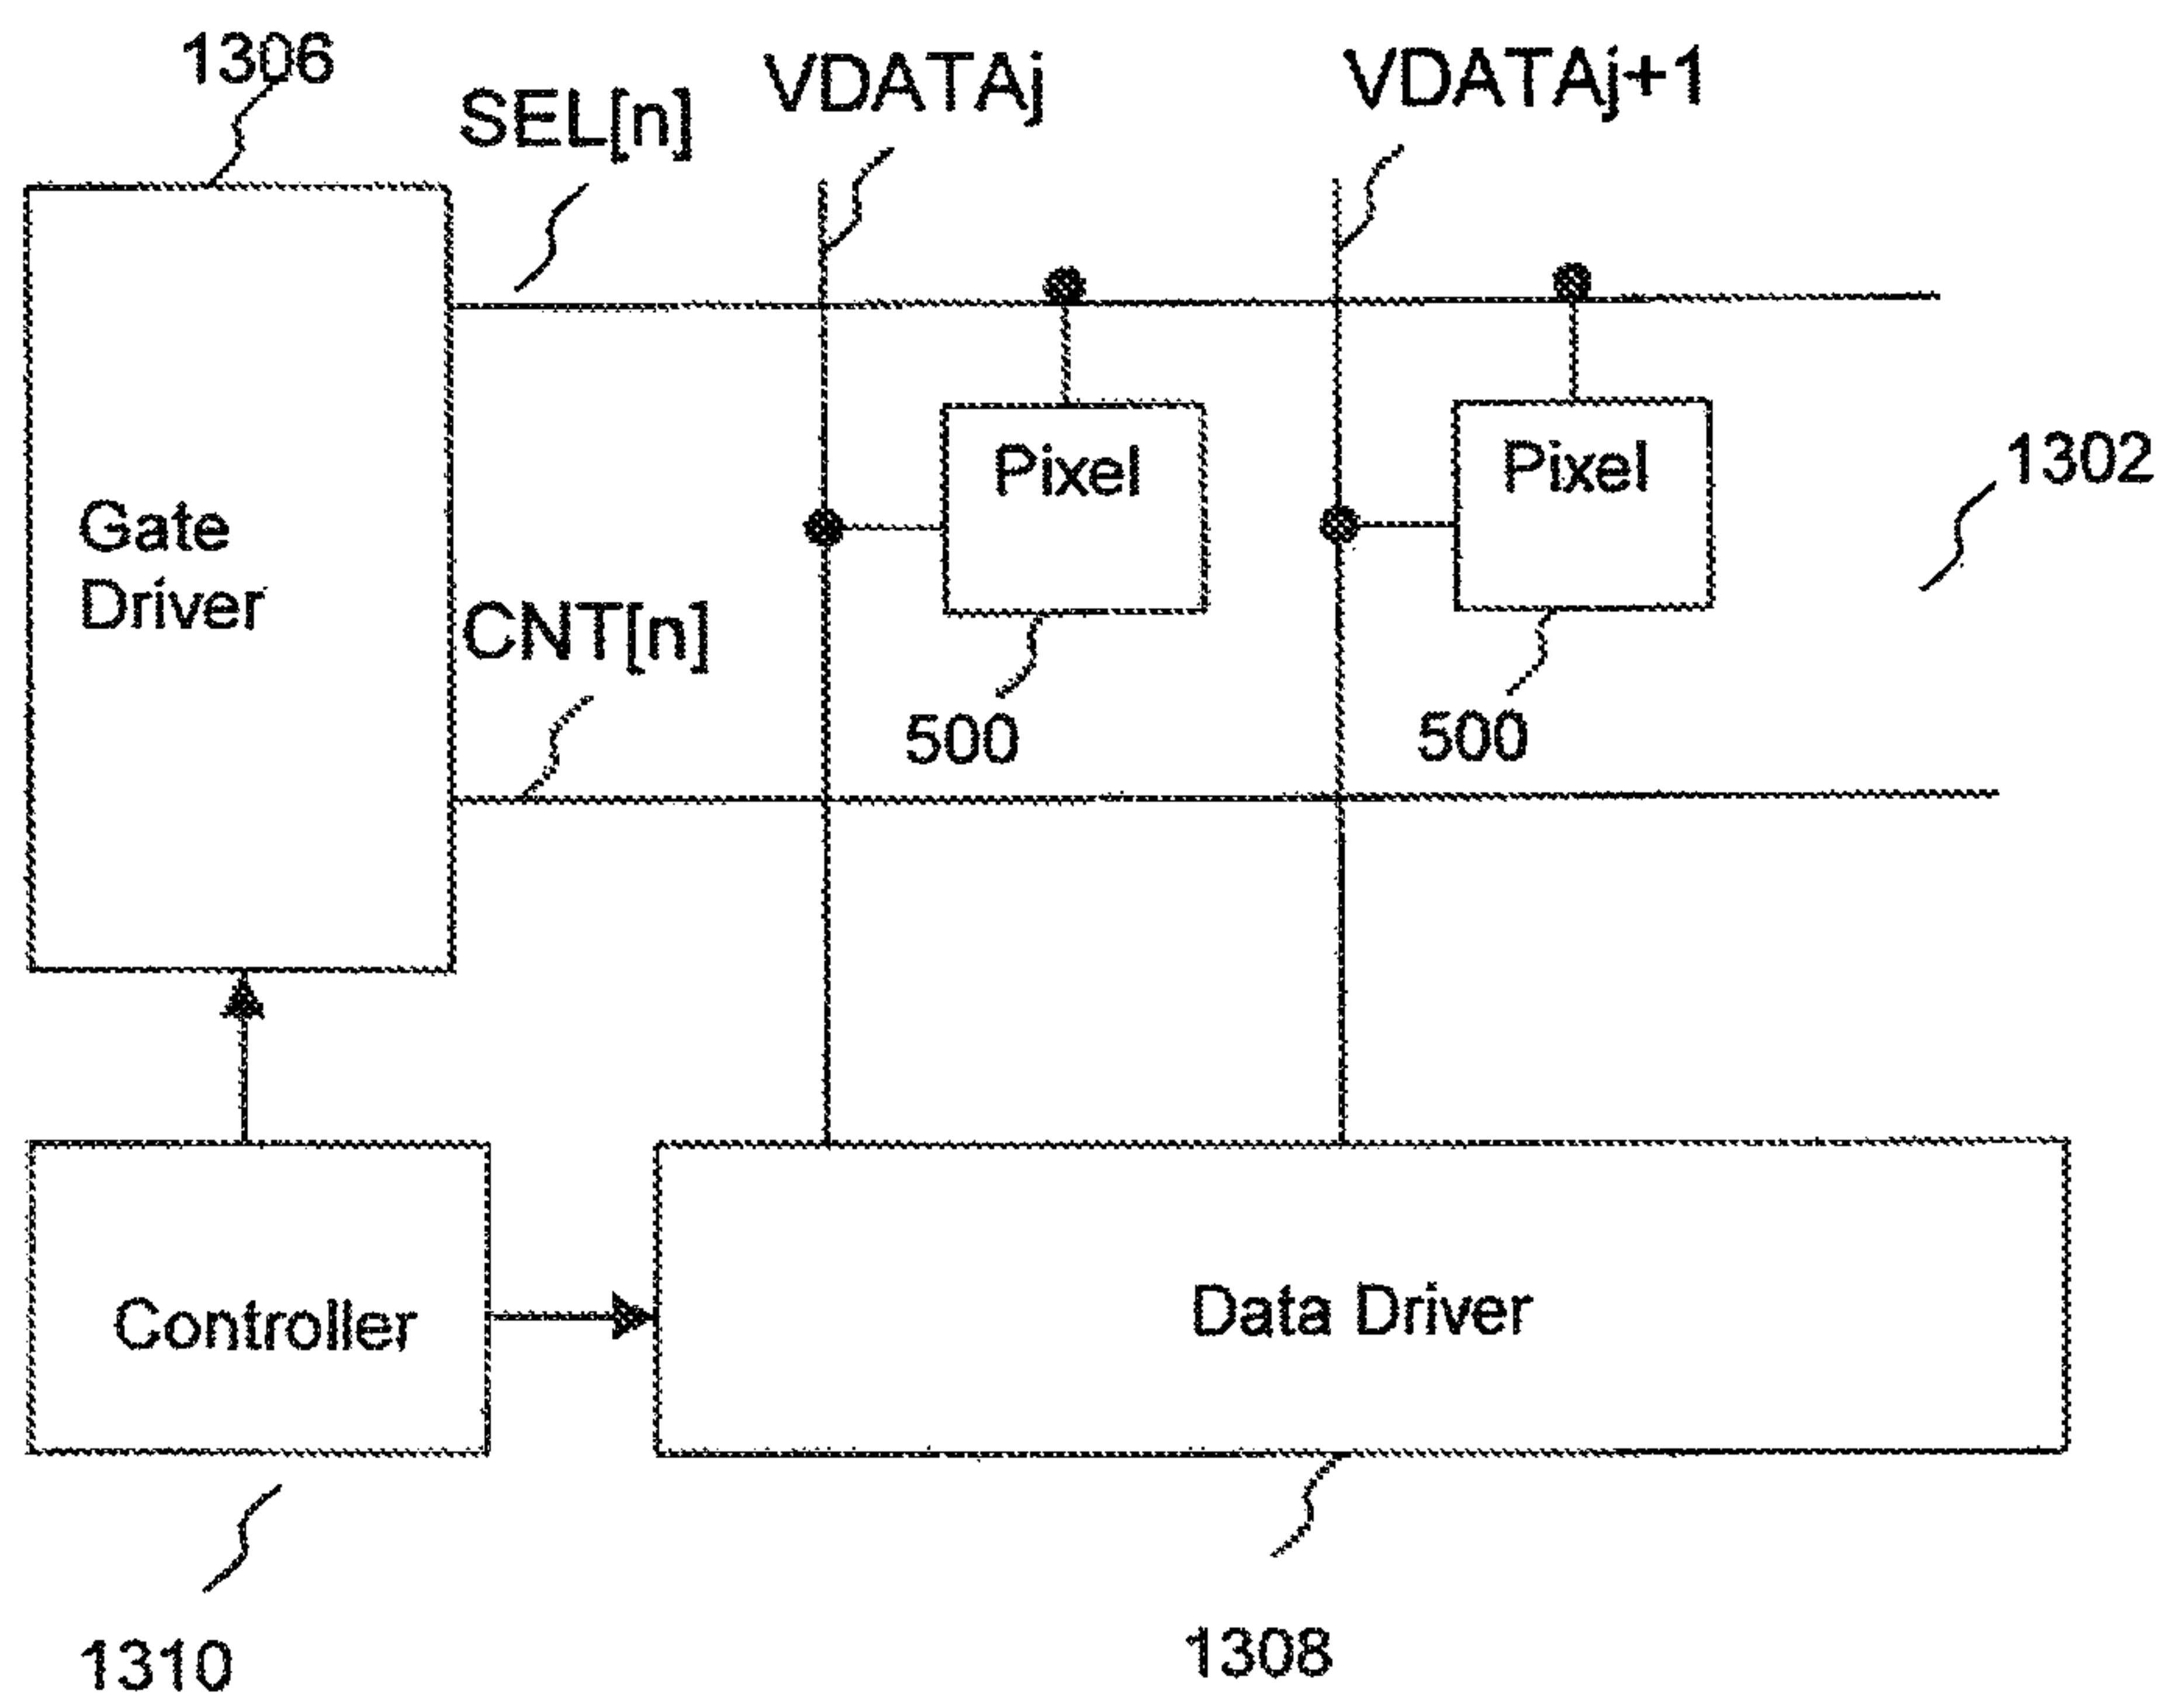 1306
SEL[n]
VDATAj
VDATAj+1
Pixel
Pixel
1302
Gate
Driver
CNT[n]
500
500
Controller
Data Driver
1310
1308